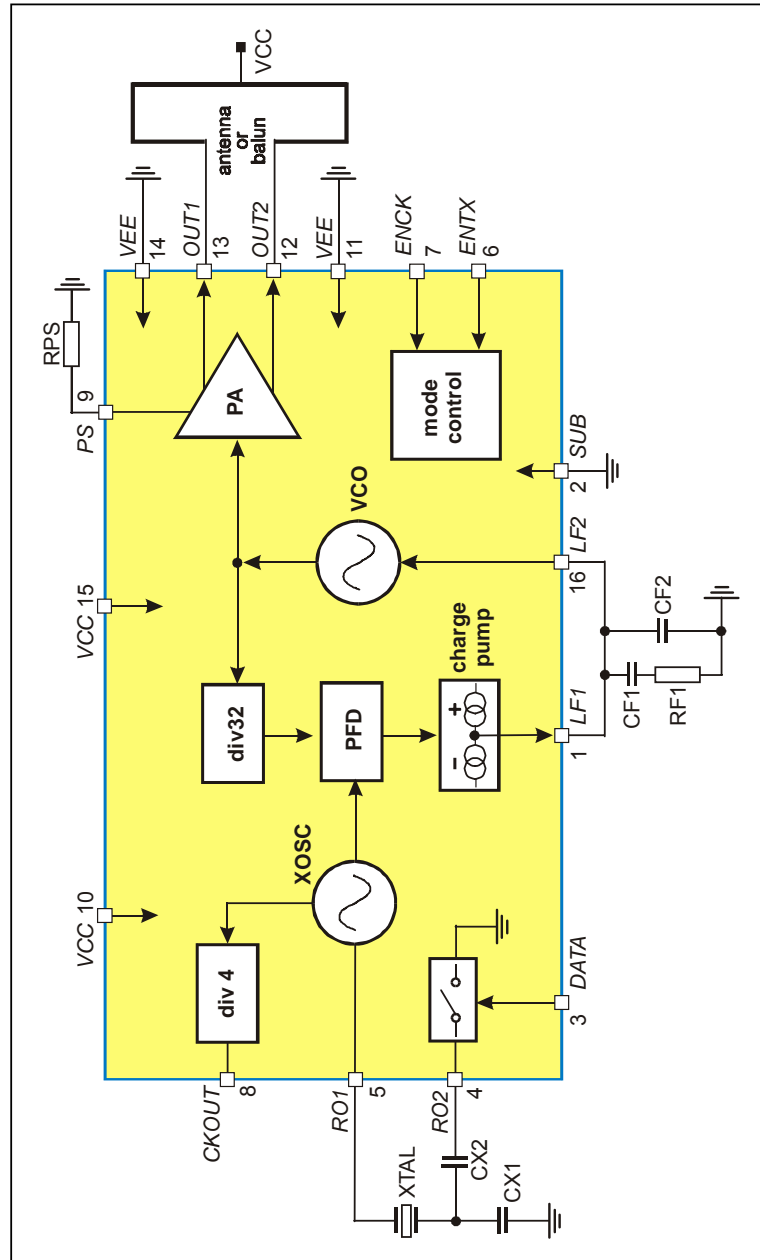 RPS
VCC
antenna
or
balun
PS
9
VCC 15
VCC 10
VEE
14
OUT1
13
OUT2
12
VEE
11
ENCK
7
ENTX
6
PA
mode
control
VCO
div32
PFD
charge
pump
− +
XOSC
div 4
CKOUT
8
RO1
5
RO2
4
XTAL
CX2
CX1
DATA
3
LF1
1
LF2
16
SUB
2
CF1
RF1
CF2